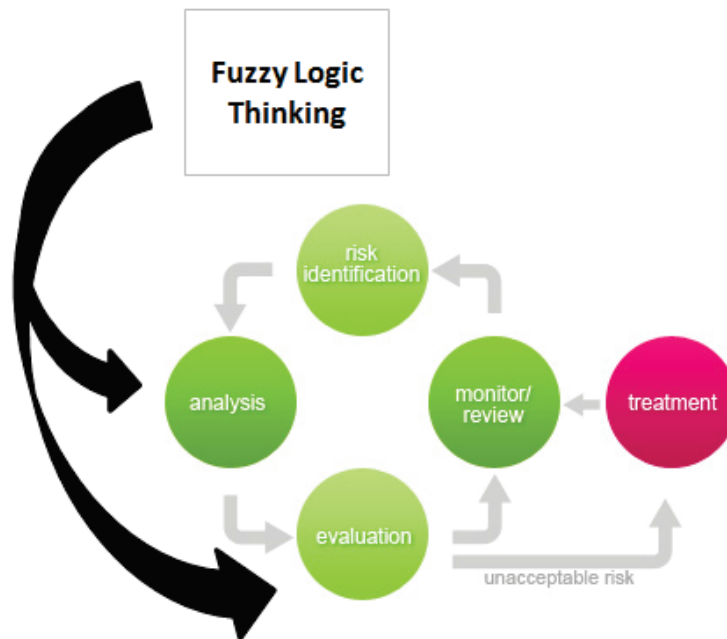 Fuzzy Logic
Thinking
risk
identification
analysis
monitor/
review
treatment
evaluation
unacceptable risk